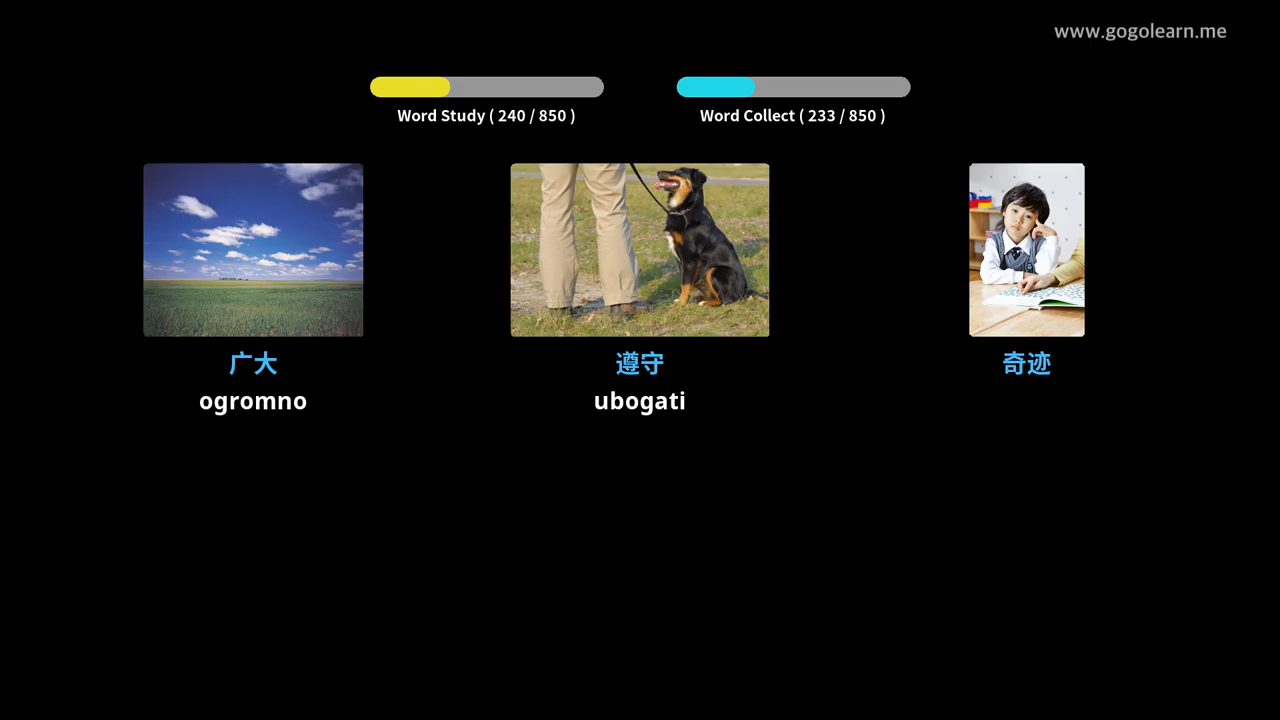 www.gogolearn.me
Word Study ( 240 / 850 )
Word Collect ( 233 / 850 )
广大
遵守
奇迹
ogromno
ubogati